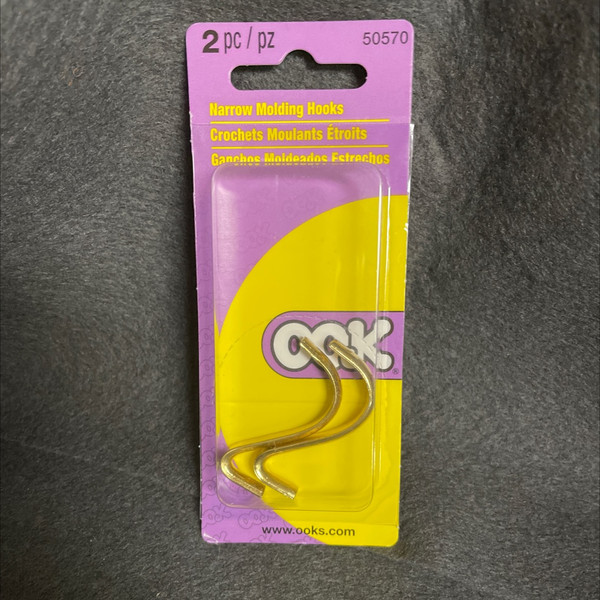 2 pc / pz
50570
Narrow Molding Hooks
Crochets Moulants Étroits
Ganchos Moldeados Estrechos
OOK®
www.ooks.com